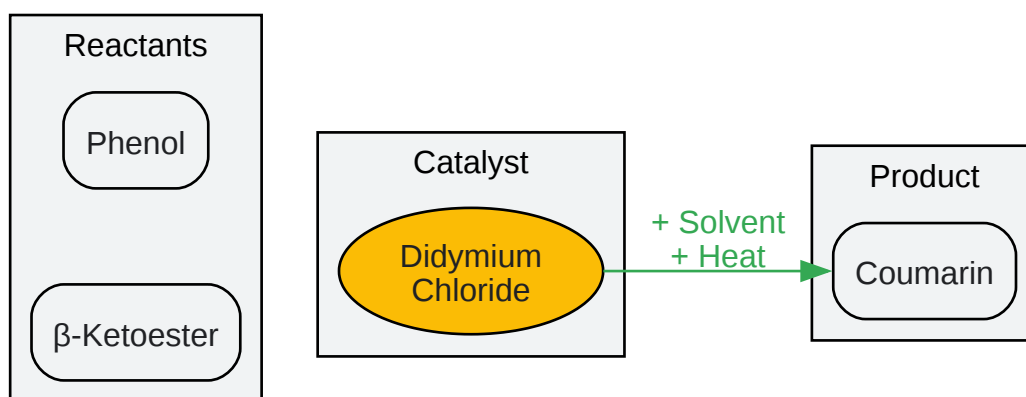 Reactants
Phenol
β-Ketoester
Catalyst
Didymium
Chloride
+ Solvent
+ Heat
Product
Coumarin